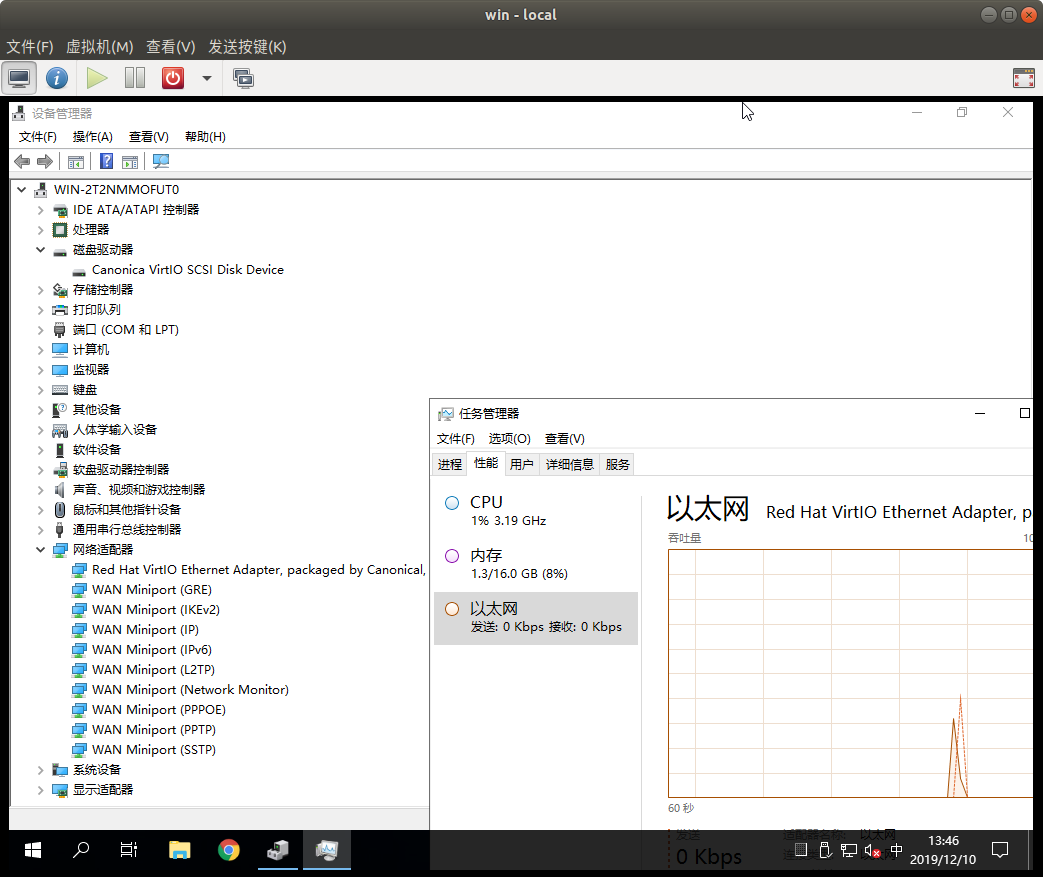 win - local
文件(F) 虚拟机(M) 查看(V) 发送按键(K)
设备管理器
文件(F) 操作(A) 查看(V) 帮助(H)
WIN-2T2NMMOFUT0
IDE ATA/ATAPI 控制器
处理器
磁盘驱动器
Canonica VirtIO SCSI Disk Device
存储控制器
打印队列
端口 (COM 和 LPT)
计算机
监视器
键盘
其他设备
人体学输入设备
软件设备
软盘驱动器控制器
声音、视频和游戏控制器
鼠标和其他指针设备
通用串行总线控制器
网络适配器
Red Hat VirtIO Ethernet Adapter, packaged by Canonical,
WAN Miniport (GRE)
WAN Miniport (IKEv2)
WAN Miniport (IP)
WAN Miniport (IPv6)
WAN Miniport (L2TP)
WAN Miniport (Network Monitor)
WAN Miniport (PPPOE)
WAN Miniport (PPTP)
WAN Miniport (SSTP)
系统设备
显示适配器
任务管理器
文件(F) 选项(O) 查看(V)
进程 性能 用户 详细信息 服务
CPU
1% 3.19 GHz
内存
1.3/16.0 GB (8%)
以太网
发送: 0 Kbps 接收: 0 Kbps
以太网 Red Hat VirtIO Ethernet Adapter, p
吞吐量 10
60 秒
发送
0 Kbps
适配器名称: 以太网
以太网
中
13:46
2019/12/10